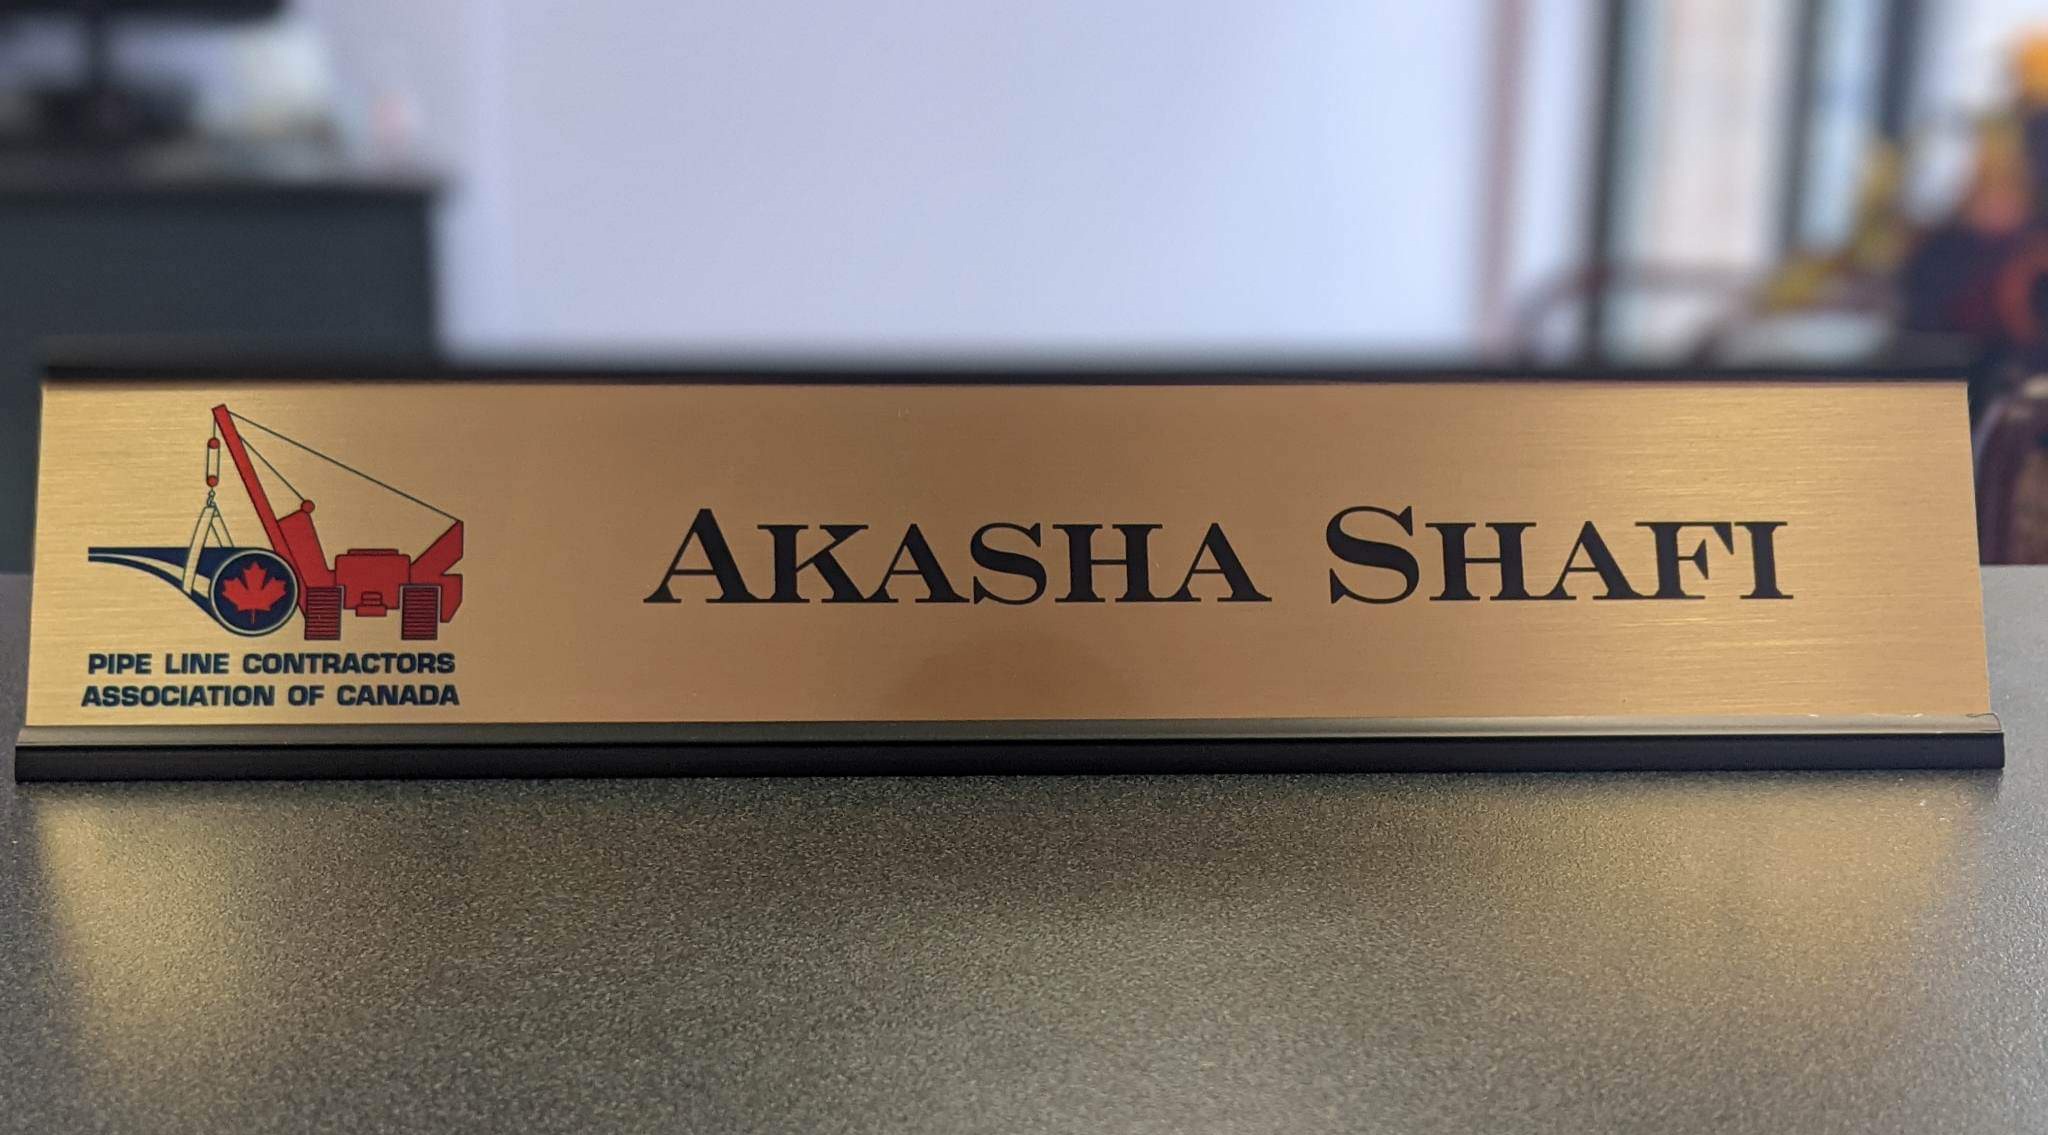 PIPE LINE CONTRACTORS
ASSOCIATION OF CANADA
AKASHA SHAFI